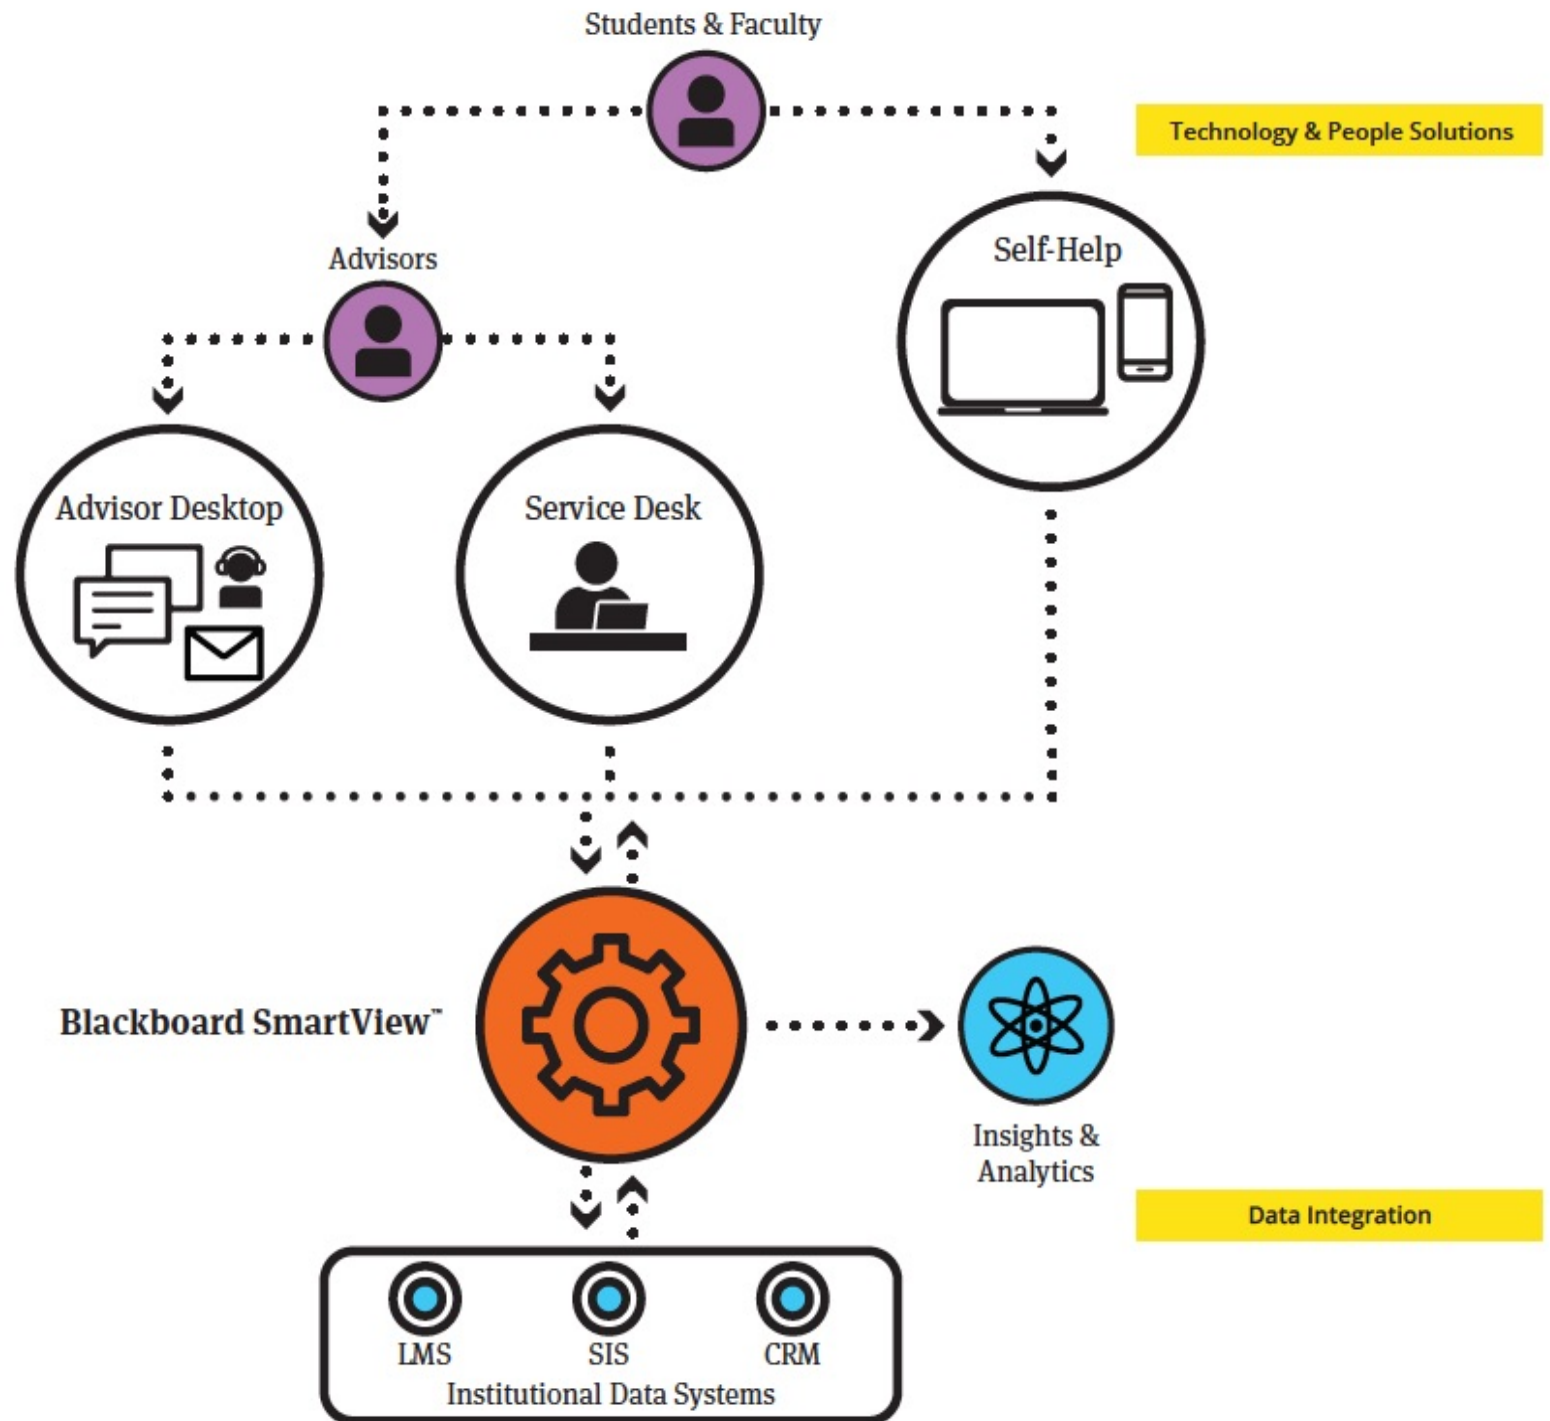 Students & Faculty
Technology & People Solutions
Advisors
Self-Help
Advisor Desktop
Service Desk
Blackboard SmartView™
Insights &
Analytics
Data Integration
LMS
SIS
CRM
Institutional Data Systems